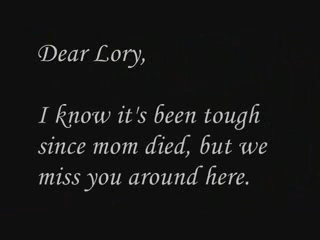 Dear Lory,
I know it's been tough
since mom died, but we
miss you around here.